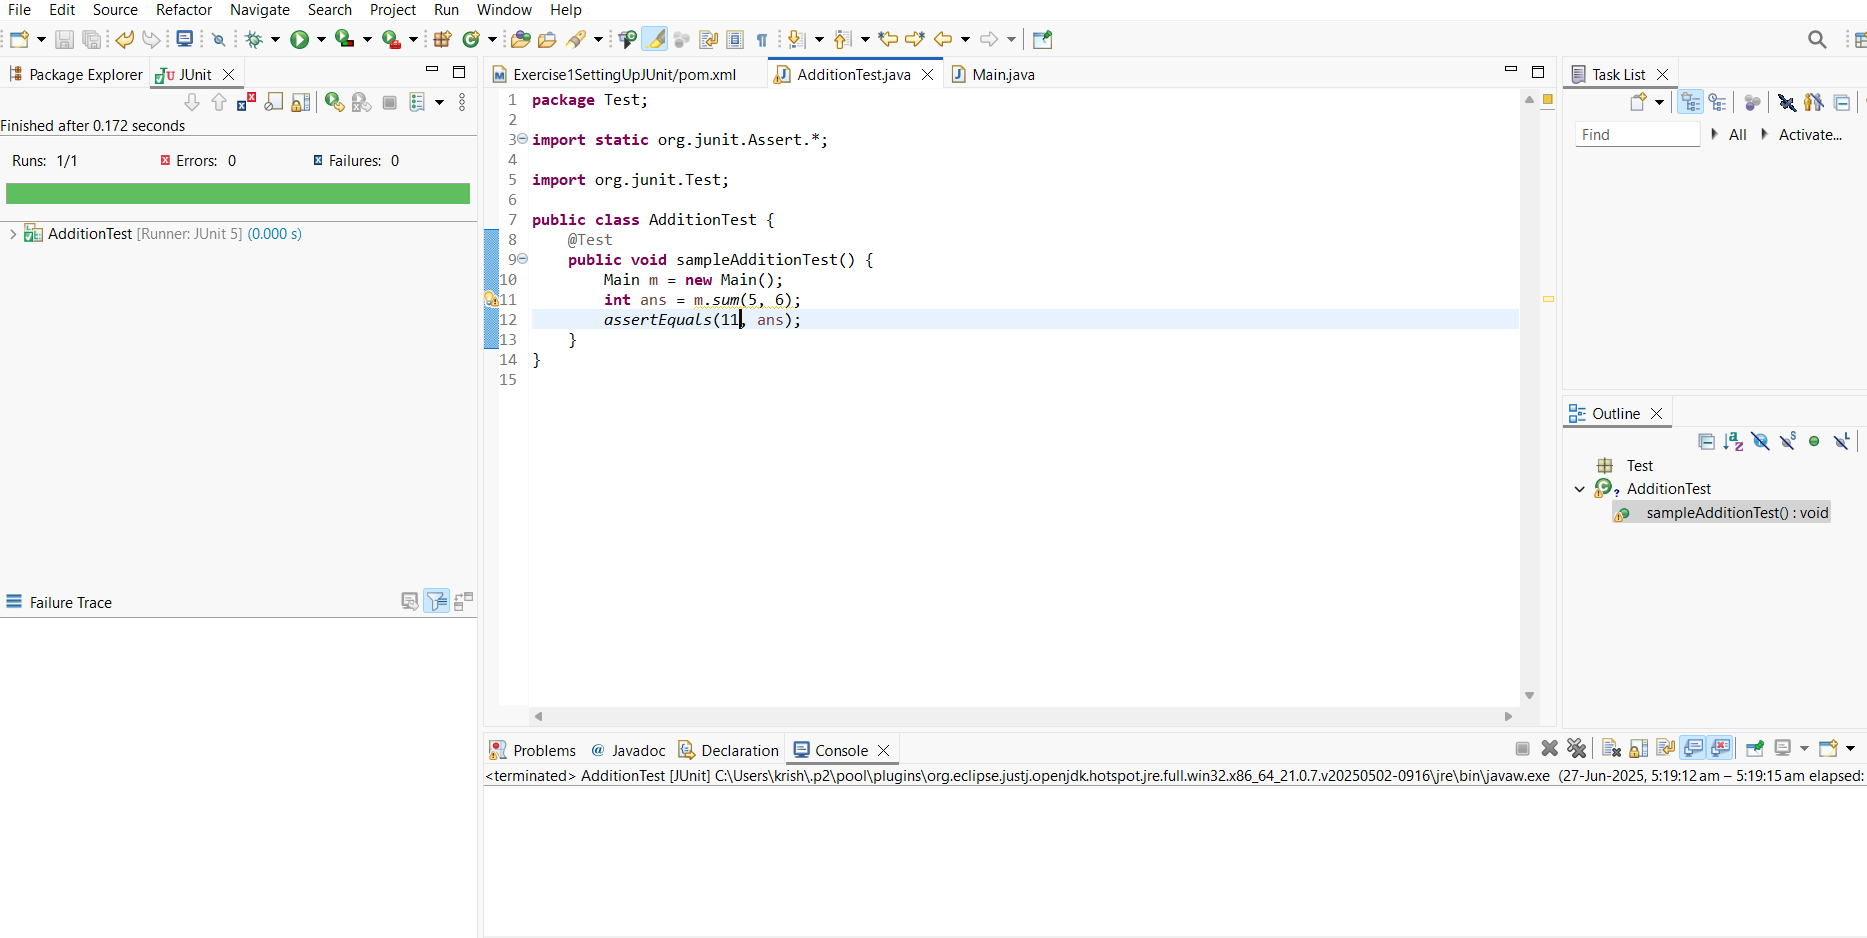 File Edit Source Refactor Navigate Search Project Run Window Help
Package Explorer JUnit
Finished after 0.172 seconds
Runs: 1/1 Errors: 0 Failures: 0
AdditionTest [Runner: JUnit 5] (0.000 s)
Failure Trace
Exercise1SettingUpJUnit/pom.xml AdditionTest.java Main.java
1 package Test;
2
3 import static org.junit.Assert.*;
4
5 import org.junit.Test;
6
7 public class AdditionTest {
8 @Test
9 public void sampleAdditionTest() {
10 Main m = new Main();
11 int ans = m.sum(5, 6);
12 assertEquals(11, ans);
13 }
14 }
15
Task List
Find All Activate...
Outline
Test
AdditionTest
sampleAdditionTest() : void
Problems @ Javadoc Declaration Console
<terminated> AdditionTest [JUnit] C:\Users\krish\.p2\pool\plugins\org.eclipse.justj.openjdk.hotspot.jre.full.win32.x86_64_21.0.7.v20250502-0916\jre\bin\javaw.exe (27-Jun-2025, 5:19:12 am – 5:19:15 am elapsed: